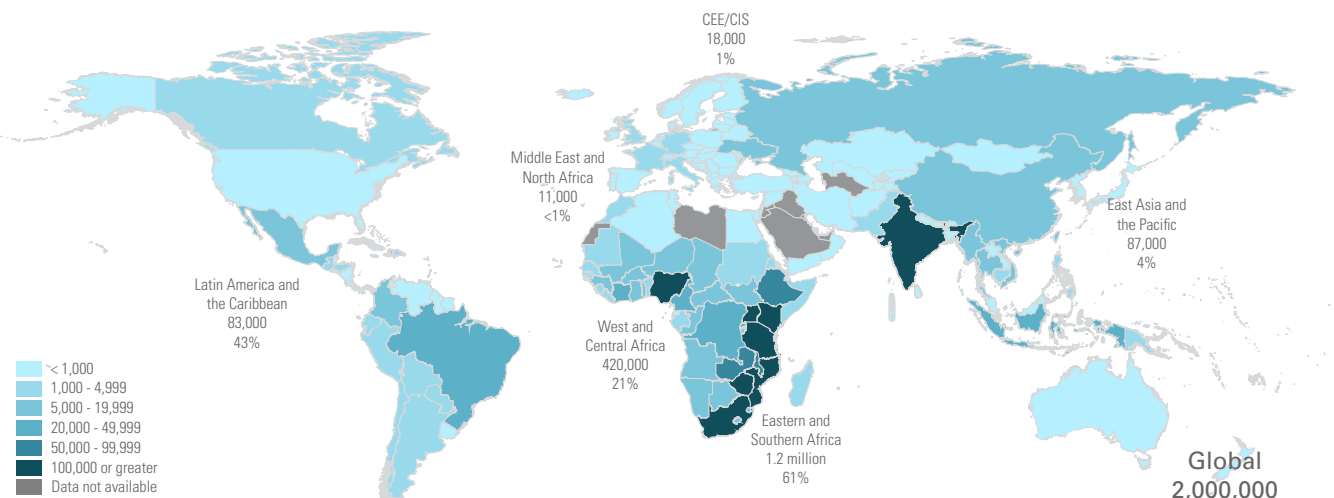 CEE/CIS
18,000
1%
Middle East and
North Africa
11,000
<1%
East Asia and
the Pacific
87,000
4%
Latin America and
the Caribbean
83,000
43%
West and
Central Africa
420,000
21%
Eastern and
Southern Africa
1.2 million
61%
< 1,000
1,000 - 4,999
5,000 - 19,999
20,000 - 49,999
50,000 - 99,999
100,000 or greater
Data not available
Global
2,000,000